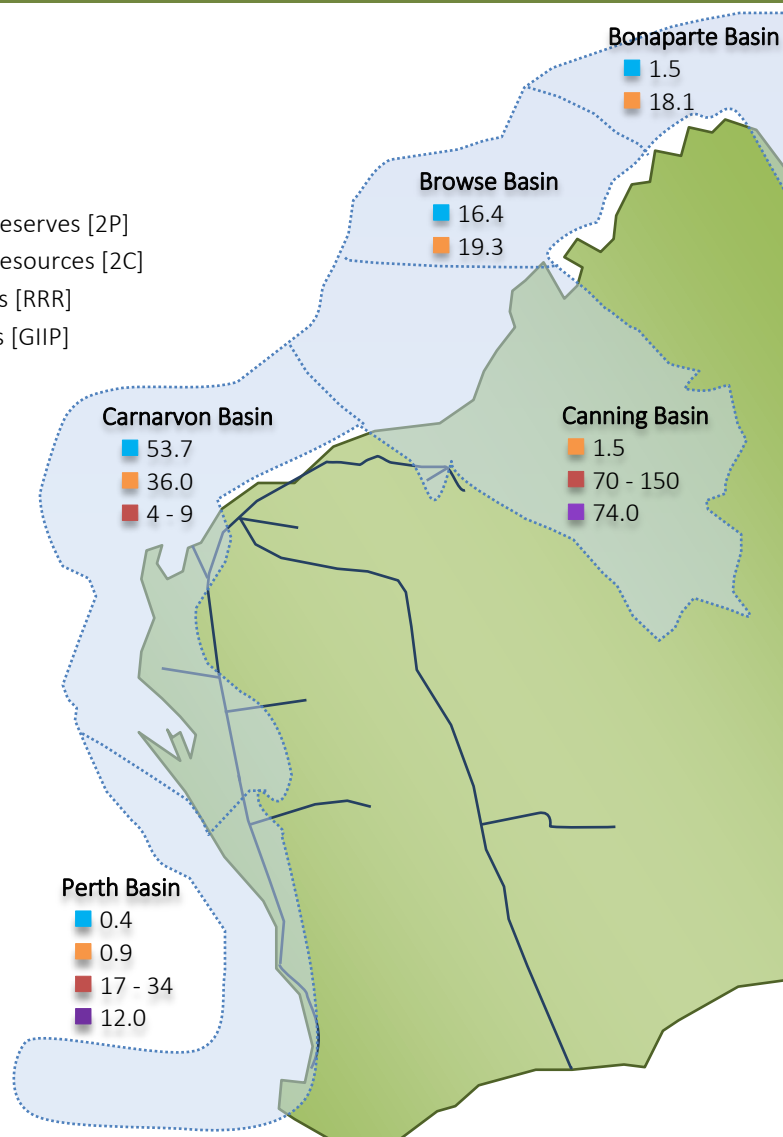 Bonaparte Basin
1.5
18.1
Browse Basin
16.4
19.3
eserves [2P]
esources [2C]
s [RRR]
s [GIIP]
Carnarvon Basin
53.7
36.0
4 - 9
Canning Basin
1.5
70 - 150
74.0
Perth Basin
0.4
0.9
17 - 34
12.0